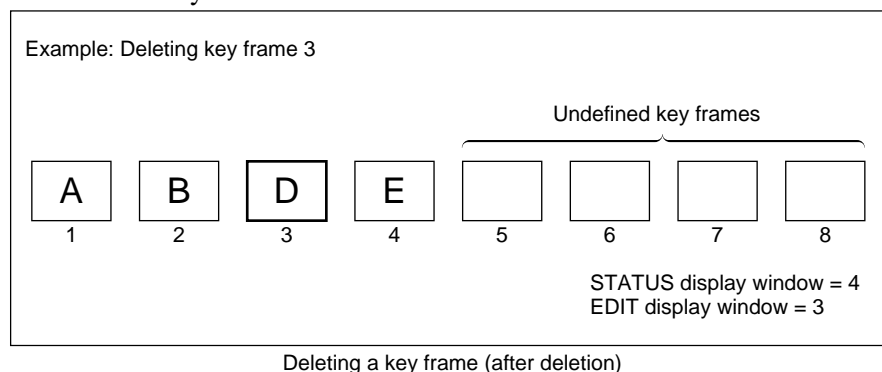 Example: Deleting key frame 3
Undefined key frames
A B D E
1 2 3 4 5 6 7 8
STATUS display window = 4
EDIT display window = 3
Deleting a key frame (after deletion)